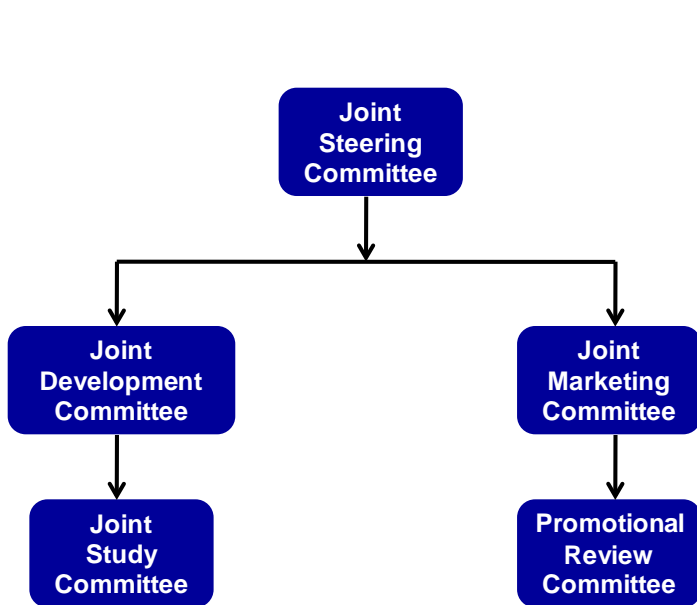 Joint
Steering
Committee
Joint
Development
Committee
Joint
Marketing
Committee
Joint
Study
Committee
Promotional
Review
Committee